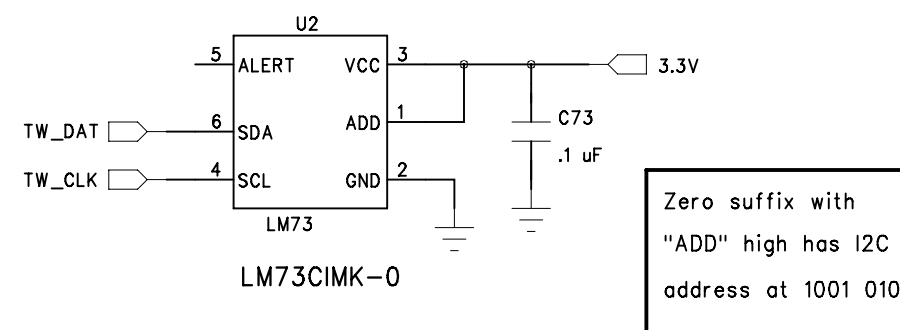 U2
5 ALERT VCC 3
3.3V
ADD 1
C73
TW_DAT 6 SDA
.1 uF
TW_CLK 4 SCL GND 2
LM73
LM73CIMK-0
Zero suffix with
"ADD" high has I2C
address at 1001 010